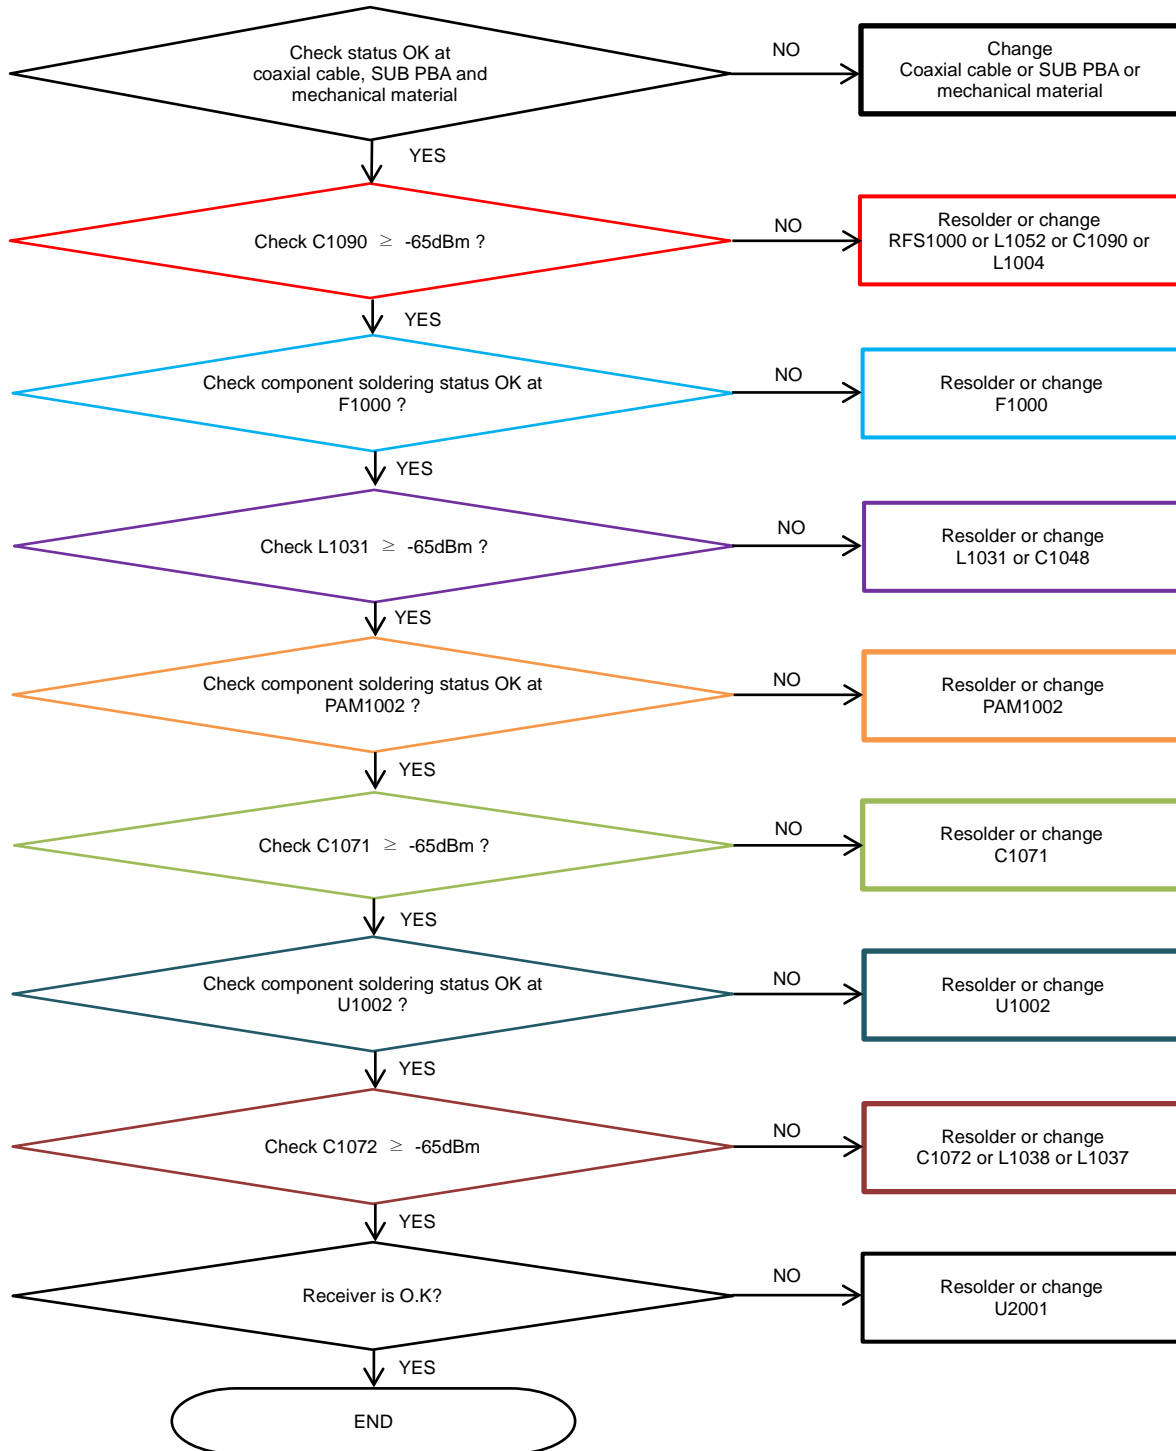 Check status OK at
coaxial cable, SUB PBA and
mechanical material
NO
Change
Coaxial cable or SUB PBA or
mechanical material
YES
Check C1090 ≥ -65dBm ?
NO
Resolder or change
RFS1000 or L1052 or C1090 or
L1004
YES
Check component soldering status OK at
F1000 ?
NO
Resolder or change
F1000
YES
Check L1031 ≥ -65dBm ?
NO
Resolder or change
L1031 or C1048
YES
Check component soldering status OK at
PAM1002 ?
NO
Resolder or change
PAM1002
YES
Check C1071 ≥ -65dBm ?
NO
Resolder or change
C1071
YES
Check component soldering status OK at
U1002 ?
NO
Resolder or change
U1002
YES
Check C1072 ≥ -65dBm
NO
Resolder or change
C1072 or L1038 or L1037
YES
Receiver is O.K?
NO
Resolder or change
U2001
YES
END